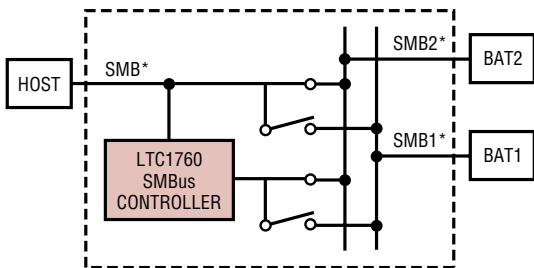 HOST
SMB*
LTC1760
SMBus
CONTROLLER
SMB2*
BAT2
SMB1*
BAT1